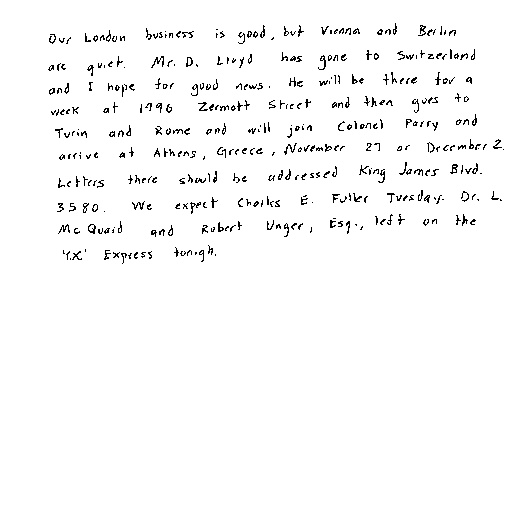 Our London business is good, but Vienna and Berlin
are quiet. Mr. D. Lloyd has gone to Switzerland
and I hope for good news. He will be there for a
week at 1996 Zermott Street and then goes to
Turin and Rome and will join Colonel Parry and
arrive at Athens, Greece, November 27 or December 2.
Letters there should be addressed King James Blvd.
3580. We expect Charles E. Fuller Tuesday. Dr. L.
McQuaid and Robert Unger, Esq., left on the
'Y.X.' Express tonigh.